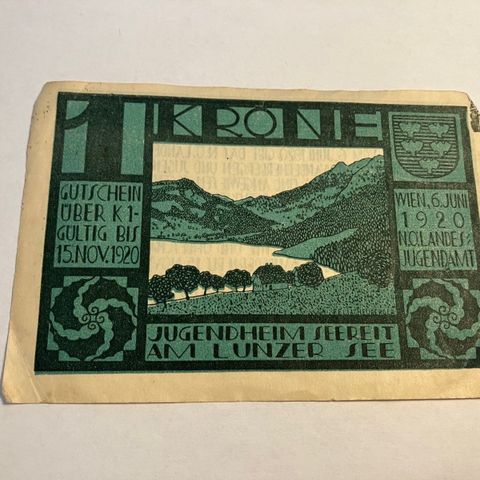 1 KRONE
GUTSCHEIN
ÜBER K 1-
GÜLTIG BIS
15.NOV.1920
WIEN, 6.JUNI
1920
N.Ö.LANDES/
JUGENDAMT
JUGENDHEIM SEEREIT
AM LUNZER SEE